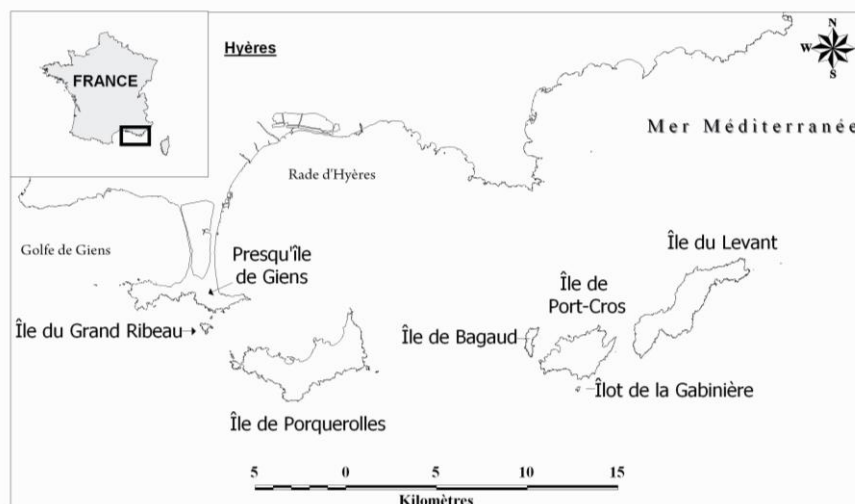 FRANCE
Hyères
N
W
S
Mer Méditerranée
Rade d'Hyères
Golfe de Giens
Presqu'île
de Giens
Île du Levant
Île de
Port-Cros
Île du Grand Ribeau
Île de Bagaud
Îlot de la Gabinière
Île de Porquerolles
5 0 5 10 15
Kilomètres